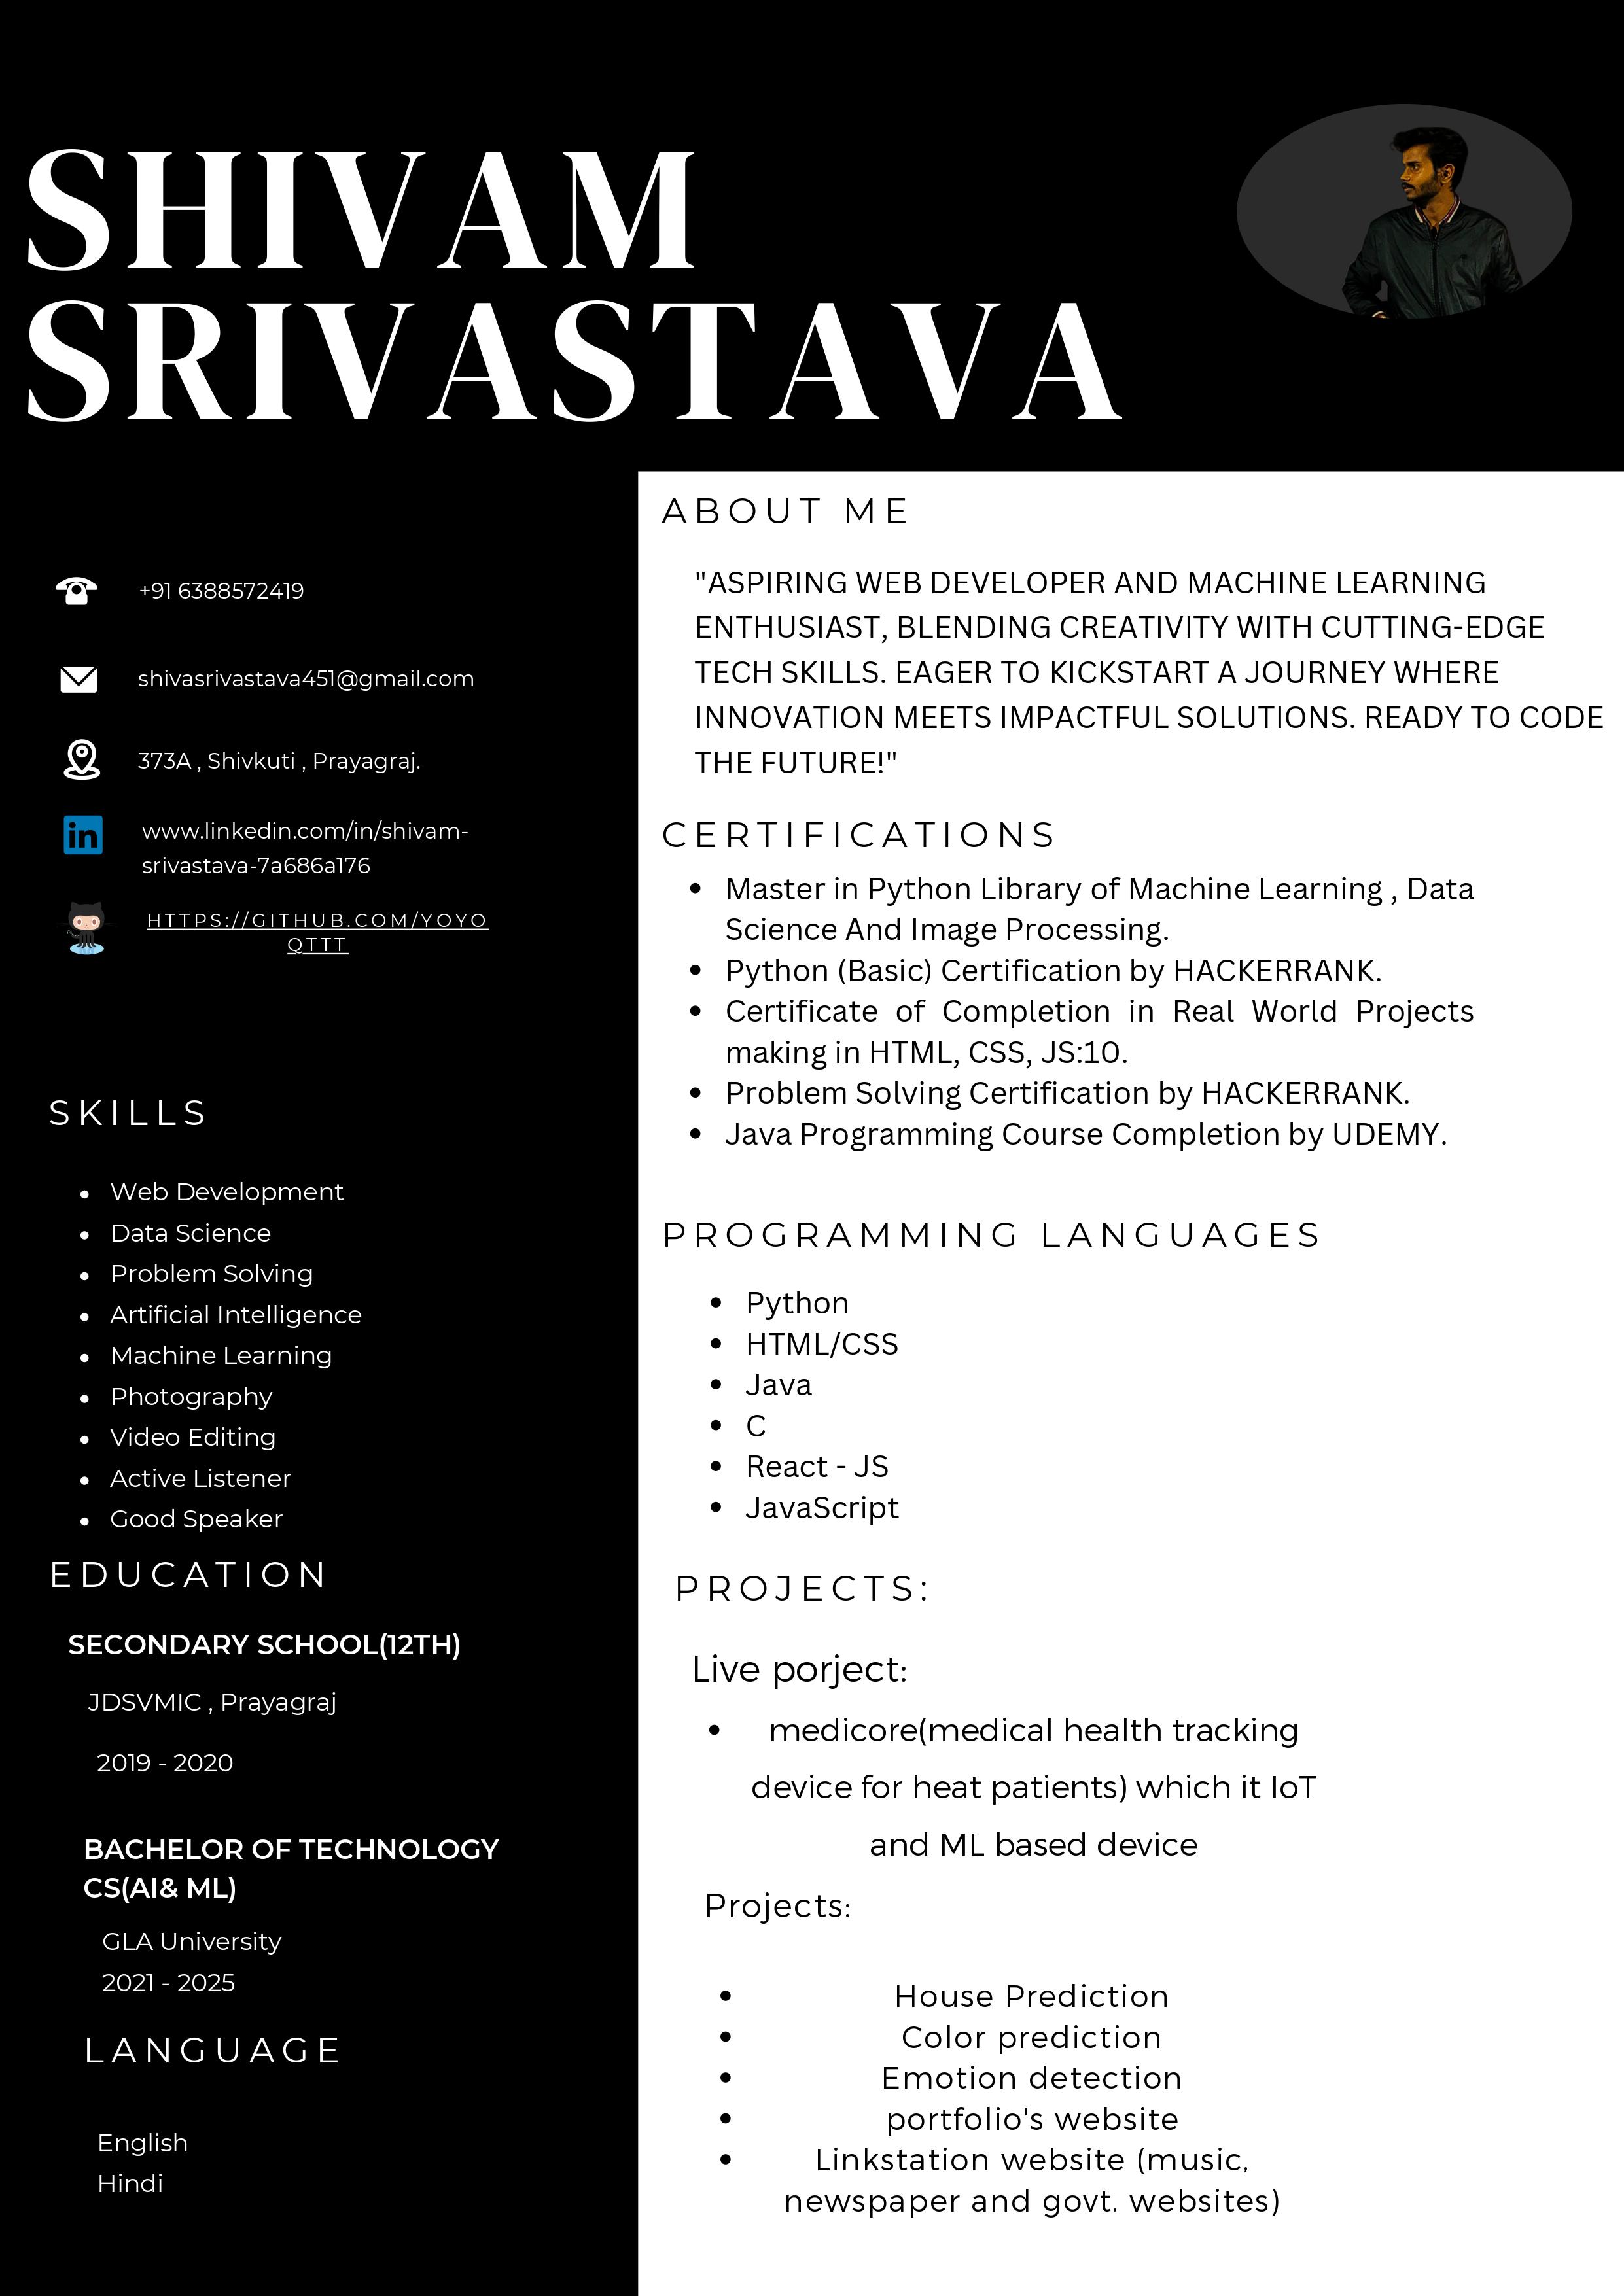 SHIVAM
SRIVASTAVA
+91 6388572419
shivasrivastava451@gmail.com
373A , Shivkuti , Prayagraj.
www.linkedin.com/in/shivam-
srivastava-7a686a176
HTTPS://GITHUB.COM/YOYO
QTTT
SKILLS
• Web Development
• Data Science
• Problem Solving
• Artificial Intelligence
• Machine Learning
• Photography
• Video Editing
• Active Listener
• Good Speaker
EDUCATION
SECONDARY SCHOOL(12TH)
JDSVMIC , Prayagraj
2019 - 2020
BACHELOR OF TECHNOLOGY
CS(AI& ML)
GLA University
2021 - 2025
LANGUAGE
English
Hindi
ABOUT ME
"ASPIRING WEB DEVELOPER AND MACHINE LEARNING
ENTHUSIAST, BLENDING CREATIVITY WITH CUTTING-EDGE
TECH SKILLS. EAGER TO KICKSTART A JOURNEY WHERE
INNOVATION MEETS IMPACTFUL SOLUTIONS. READY TO CODE
THE FUTURE!"
CERTIFICATIONS
• Master in Python Library of Machine Learning , Data
Science And Image Processing.
• Python (Basic) Certification by HACKERRANK.
• Certificate of Completion in Real World Projects
making in HTML, CSS, JS:10.
• Problem Solving Certification by HACKERRANK.
• Java Programming Course Completion by UDEMY.
PROGRAMMING LANGUAGES
• Python
• HTML/CSS
• Java
• C
• React - JS
• JavaScript
PROJECTS:
Live porject:
• medicore(medical health tracking
device for heat patients) which it IoT
and ML based device
Projects:
• House Prediction
• Color prediction
• Emotion detection
• portfolio's website
• Linkstation website (music,
newspaper and govt. websites)